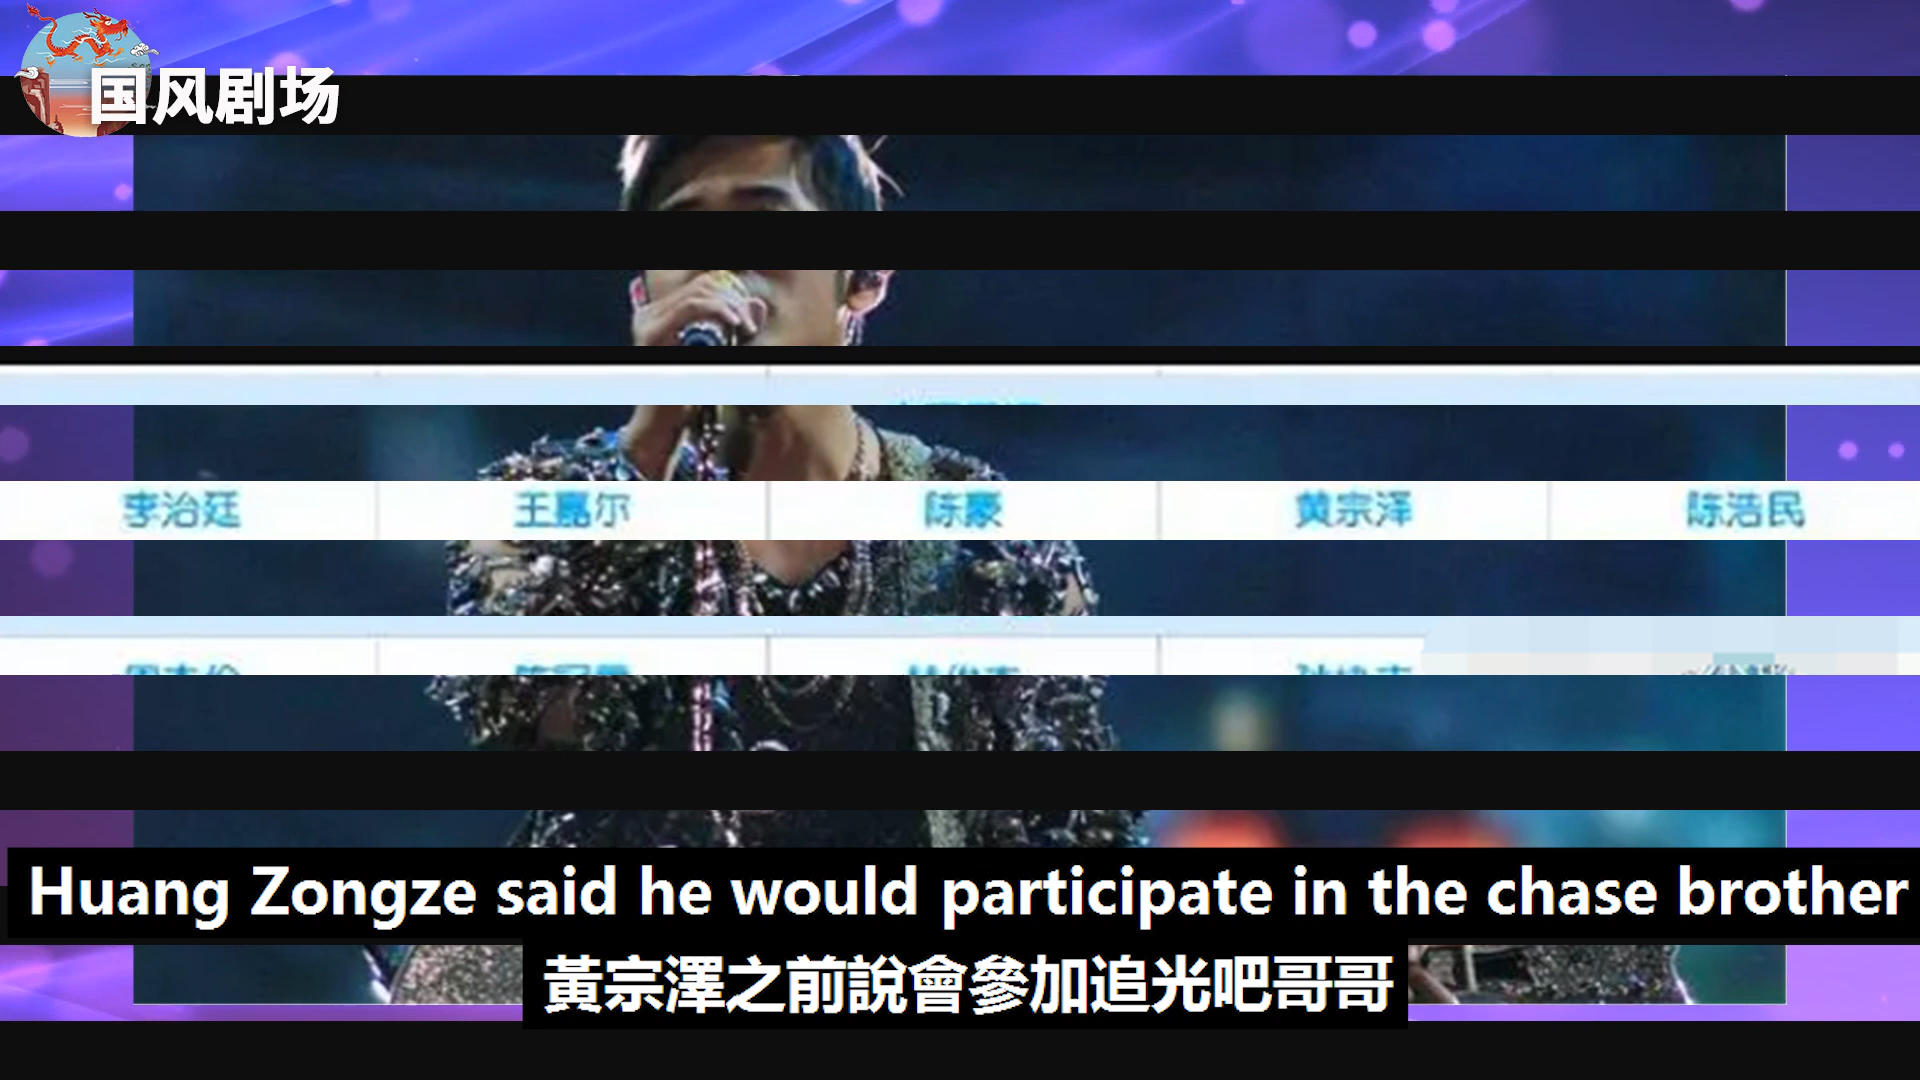 国风剧场
李治廷 王嘉尔 陈豪 黄宗泽 陈浩民
Huang Zongze said he would participate in the chase brother
黃宗澤之前說會參加追光吧哥哥